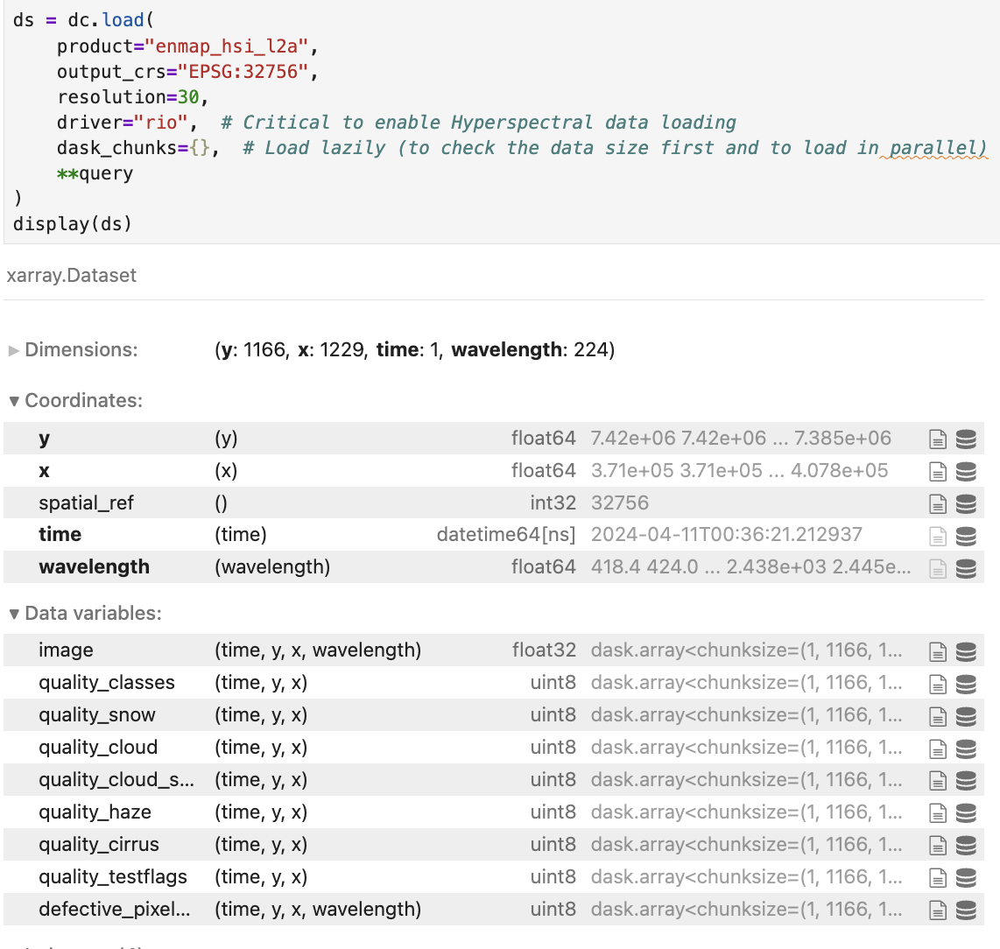 ds = dc.load(
    product="enmap_hsi_l2a",
    output_crs="EPSG:32756",
    resolution=30,
    driver="rio",  # Critical to enable Hyperspectral data loading
    dask_chunks={},  # Load lazily (to check the data size first and to load in parallel)
    **query
)
display(ds)
xarray.Dataset
► Dimensions: (y: 1166, x: 1229, time: 1, wavelength: 224)
▼ Coordinates:
y (y) float64 7.42e+06 7.42e+06 ... 7.385e+06
x (x) float64 3.71e+05 3.71e+05 ... 4.078e+05
spatial_ref () int32 32756
time (time) datetime64[ns] 2024-04-11T00:36:21.212937
wavelength (wavelength) float64 418.4 424.0 ... 2.438e+03 2.445e...
▼ Data variables:
image (time, y, x, wavelength) float32 dask.array<chunksize=(1, 1166, 1...
quality_classes (time, y, x) uint8 dask.array<chunksize=(1, 1166, 1...
quality_snow (time, y, x) uint8 dask.array<chunksize=(1, 1166, 1...
quality_cloud (time, y, x) uint8 dask.array<chunksize=(1, 1166, 1...
quality_cloud_s... (time, y, x) uint8 dask.array<chunksize=(1, 1166, 1...
quality_haze (time, y, x) uint8 dask.array<chunksize=(1, 1166, 1...
quality_cirrus (time, y, x) uint8 dask.array<chunksize=(1, 1166, 1...
quality_testflags (time, y, x) uint8 dask.array<chunksize=(1, 1166, 1...
defective_pixel... (time, y, x, wavelength) uint8 dask.array<chunksize=(1, 1166, 1...